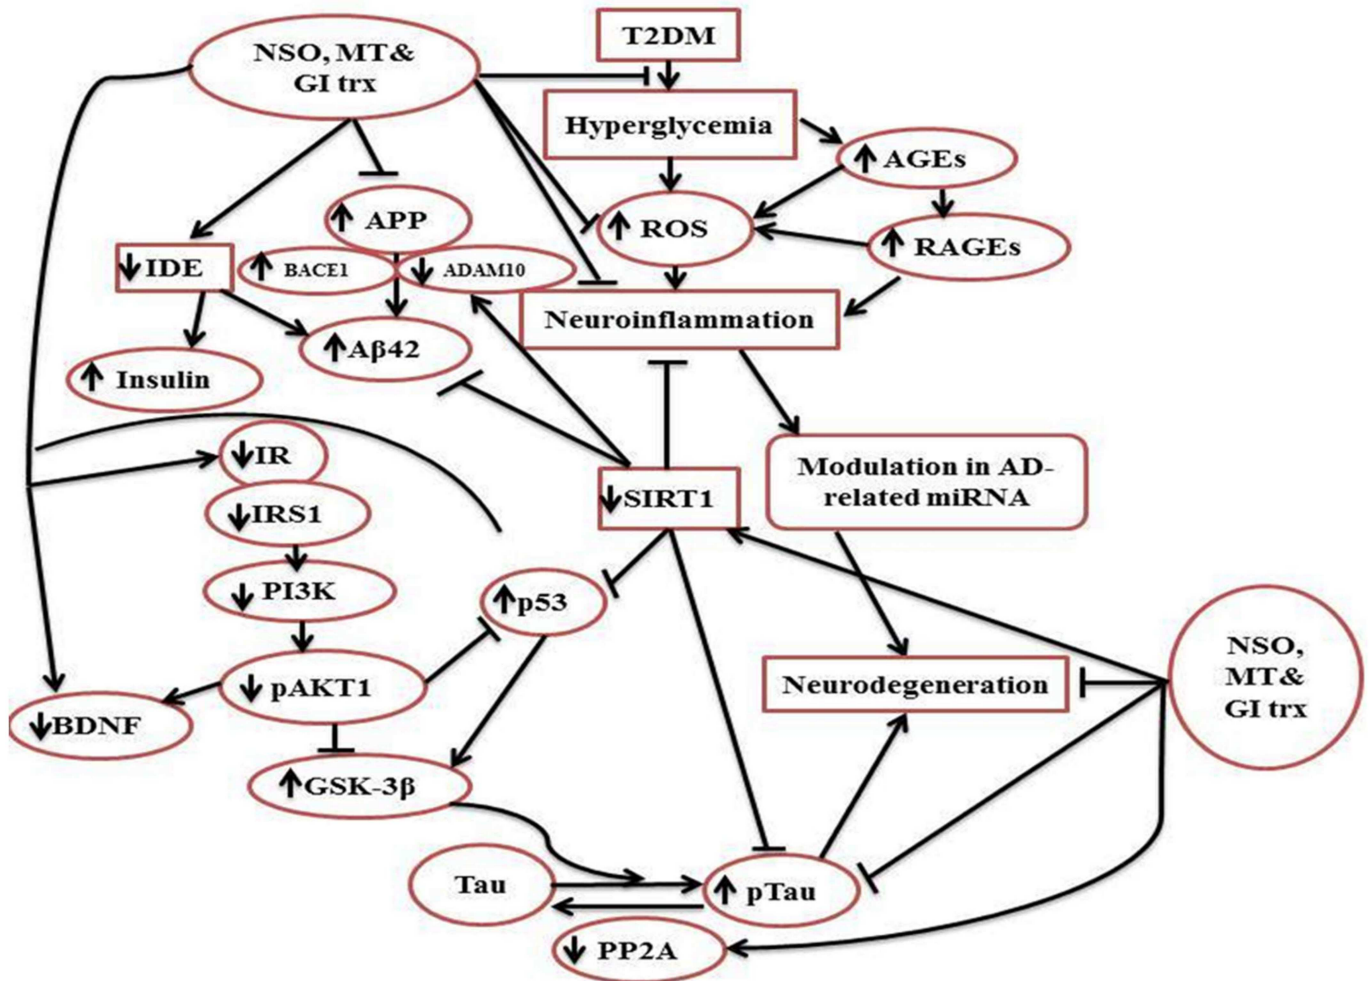 NSO, MT&
GI trx
T2DM
Hyperglycemia
↑ AGEs
↑ APP
↑ ROS
↑ RAGEs
↓ IDE
↑ BACE1
↓ ADAM10
Neuroinflammation
↑ Aβ42
↑ Insulin
↓IR
Modulation in AD-
related miRNA
↓SIRT1
↓IRS1
↓ PI3K
↑p53
NSO,
MT&
GI trx
↓ pAKT1
Neurodegeneration
↓BDNF
↑GSK-3β
Tau
↑ pTau
↓ PP2A